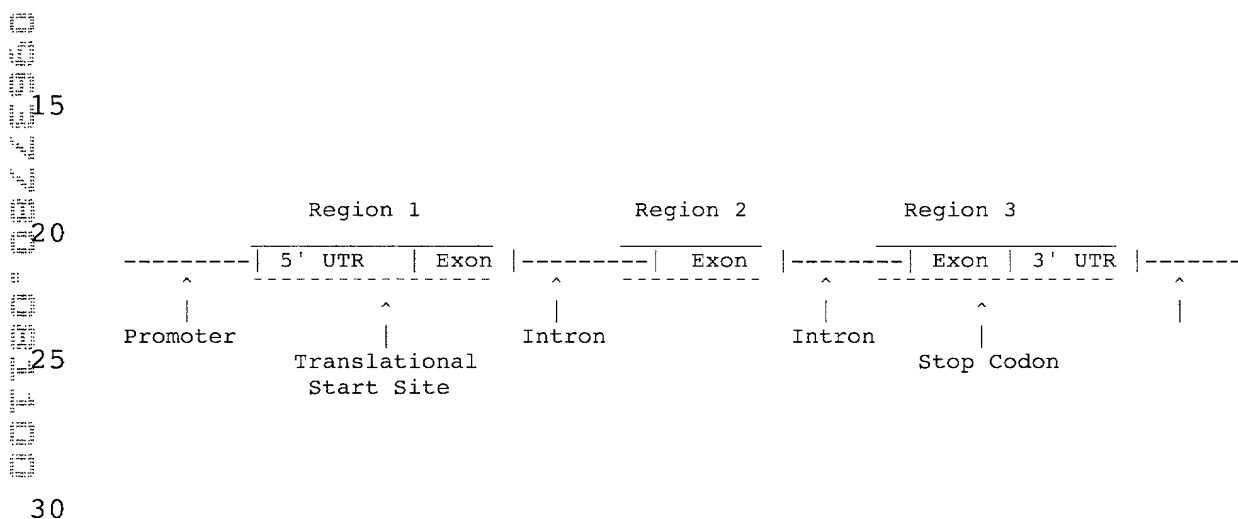 15
Region 1 Region 2 Region 3
20
---------| 5' UTR | Exon |---------| Exon |--------| Exon | 3' UTR |-------
^ ^ ^ ^
| ^ | | ^ |
Promoter | Intron Intron |
25
Translational Stop Codon
Start Site
30